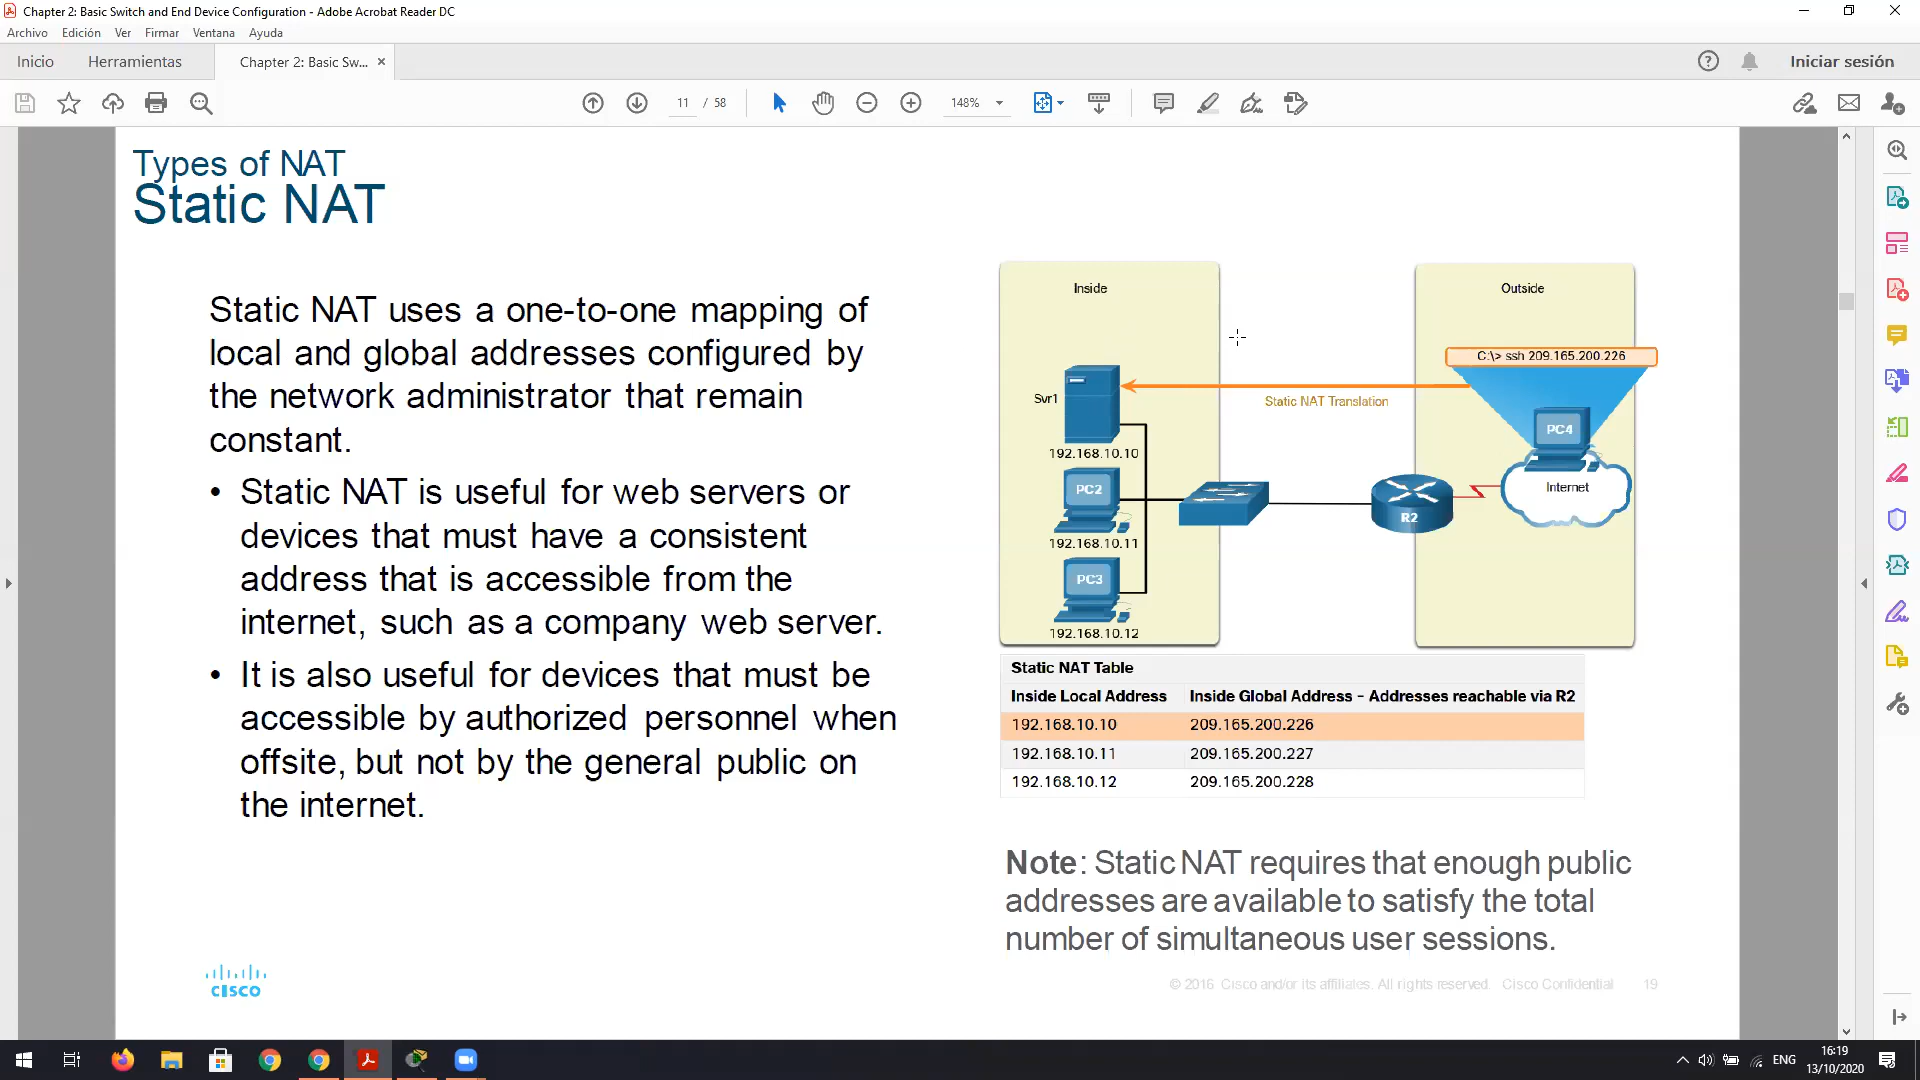 Chapter 2: Basic Switch and End Device Configuration - Adobe Acrobat Reader DC
Archivo Edición Ver Firmar Ventana Ayuda
Inicio Herramientas Chapter 2: Basic Sw... Iniciar sesión
11 / 58 148%
Types of NAT
Static NAT
Static NAT uses a one-to-one mapping of
local and global addresses configured by
the network administrator that remain
constant.
• Static NAT is useful for web servers or
devices that must have a consistent
address that is accessible from the
internet, such as a company web server.
• It is also useful for devices that must be
accessible by authorized personnel when
offsite, but not by the general public on
the internet.
Inside
Outside
C:\> ssh 209.165.200.226
Static NAT Translation
Svr1
192.168.10.10
PC4
PC2
Internet
R2
192.168.10.11
PC3
192.168.10.12
Static NAT Table
Inside Local Address Inside Global Address - Addresses reachable via R2
192.168.10.10 209.165.200.226
192.168.10.11 209.165.200.227
192.168.10.12 209.165.200.228
Note: Static NAT requires that enough public
addresses are available to satisfy the total
number of simultaneous user sessions.
CISCO
© 2016 Cisco and/or its affiliates. All rights reserved. Cisco Confidential 19
ENG
16:19
13/10/2020